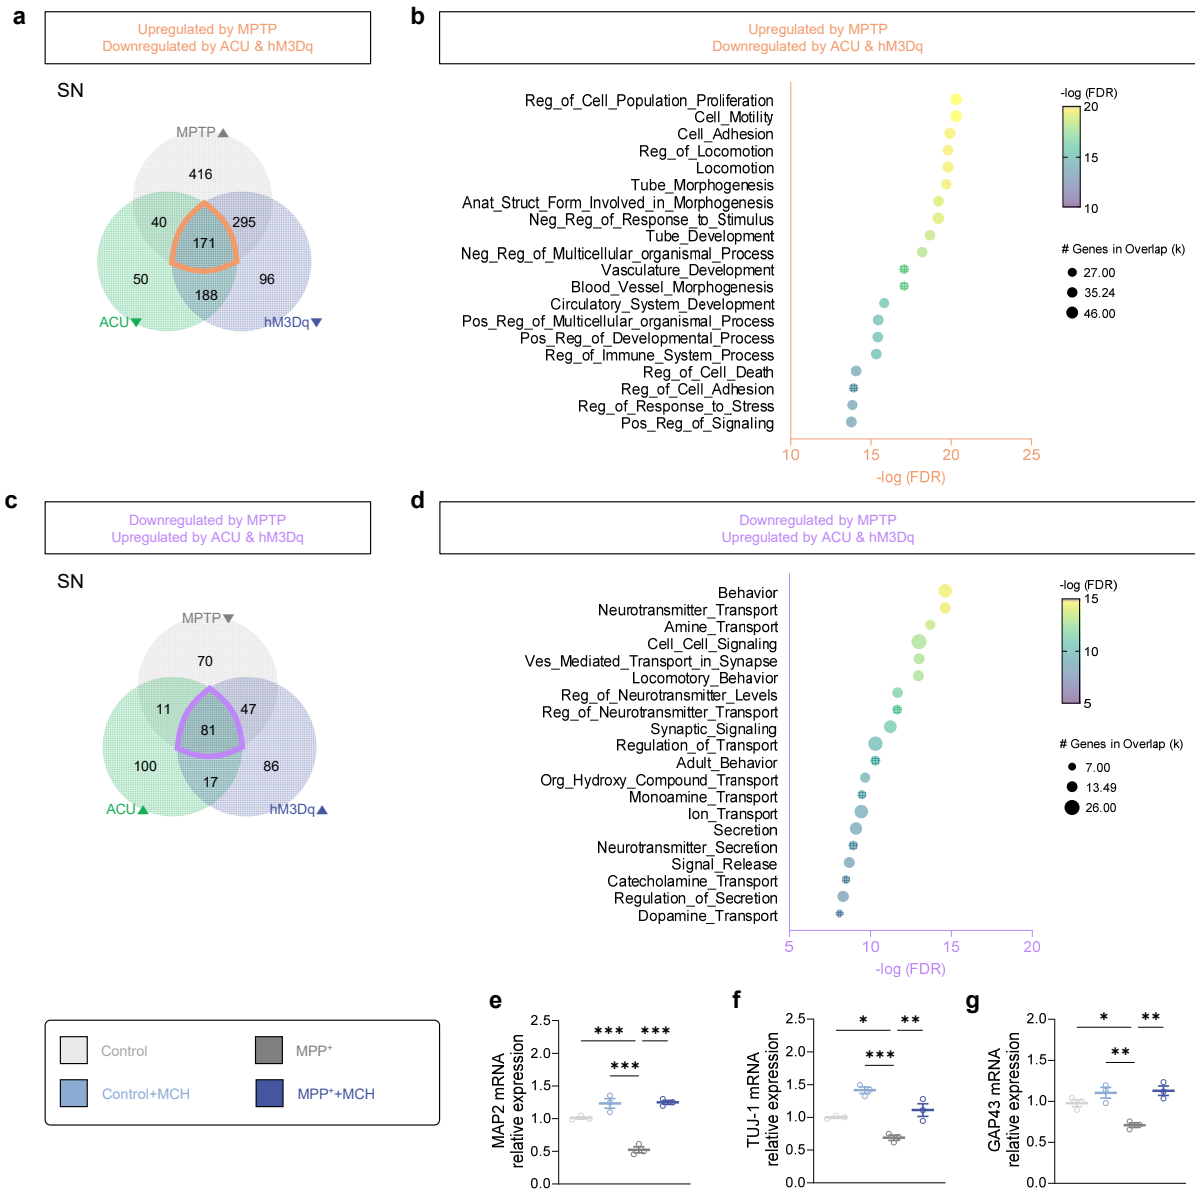 a
Upregulated by MPTP
Downregulated by ACU & hM3Dq
SN
MPTP▲
416
40
295
171
50
96
188
ACU▼
hM3Dq▼
b
Upregulated by MPTP
Downregulated by ACU & hM3Dq
Reg_of_Cell_Population_Proliferation
Cell_Motility
Cell_Adhesion
Reg_of_Locomotion
Locomotion
Tube_Morphogenesis
Anat_Struct_Form_Involved_in_Morphogenesis
Neg_Reg_of_Response_to_Stimulus
Tube_Development
Neg_Reg_of_Multicellular_organismal_Process
Vasculature_Development
Blood_Vessel_Morphogenesis
Circulatory_System_Development
Pos_Reg_of_Multicellular_organismal_Process
Pos_Reg_of_Developmental_Process
Reg_of_Immune_System_Process
Reg_of_Cell_Death
Reg_of_Cell_Adhesion
Reg_of_Response_to_Stress
Pos_Reg_of_Signaling
10 15 20 25
-log (FDR)
-log (FDR)
20
15
10
# Genes in Overlap (k)
27.00
35.24
46.00
c
Downregulated by MPTP
Upregulated by ACU & hM3Dq
SN
MPTP▼
70
11
47
81
100
86
17
ACU▲
hM3Dq▲
d
Downregulated by MPTP
Upregulated by ACU & hM3Dq
Behavior
Neurotransmitter_Transport
Amine_Transport
Cell_Cell_Signaling
Ves_Mediated_Transport_in_Synapse
Locomotory_Behavior
Reg_of_Neurotransmitter_Levels
Reg_of_Neurotransmitter_Transport
Synaptic_Signaling
Regulation_of_Transport
Adult_Behavior
Org_Hydroxy_Compound_Transport
Monoamine_Transport
Ion_Transport
Secretion
Neurotransmitter_Secretion
Signal_Release
Catecholamine_Transport
Regulation_of_Secretion
Dopamine_Transport
5 10 15 20
-log (FDR)
-log (FDR)
15
10
5
# Genes in Overlap (k)
7.00
13.49
26.00
Control
MPP⁺
Control+MCH
MPP⁺+MCH
e
MAP2 mRNA
relative expression
2.5
2.0
1.5
1.0
0.5
0.0
*** ***
***
f
TUJ-1 mRNA
relative expression
2.5
2.0
1.5
1.0
0.5
0.0
* **
***
g
GAP43 mRNA
relative expression
2.0
1.5
1.0
0.5
0.0
* **
**